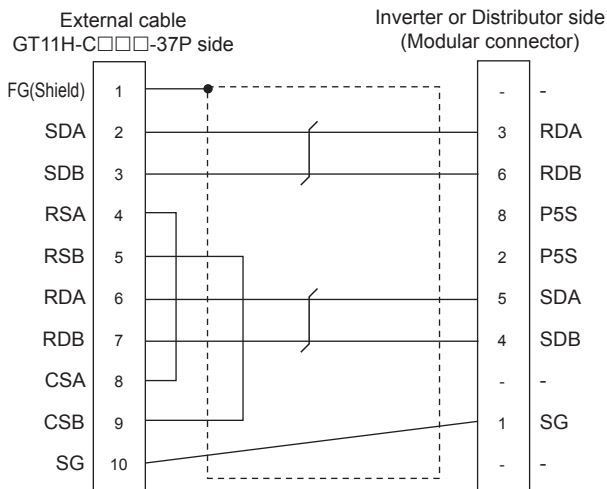 External cable
GT11H-C□□□-37P side
Inverter or Distributor side
(Modular connector)
FG(Shield) 1 - -
SDA 2 3 RDA
SDB 3 6 RDB
RSA 4 8 P5S
RSB 5 2 P5S
RDA 6 5 SDA
RDB 7 4 SDB
CSA 8 - -
CSB 9 1 SG
SG 10 - -